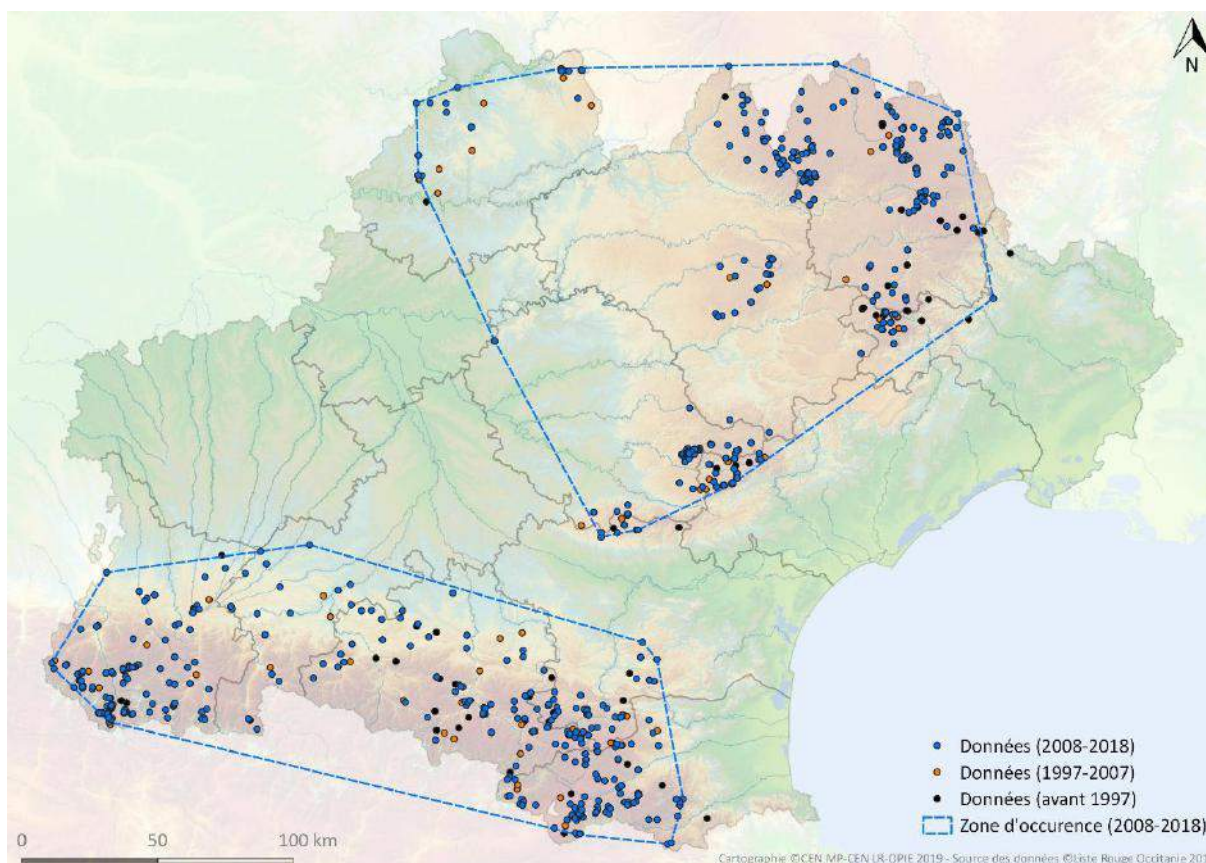 N
Données (2008-2018)
Données (1997-2007)
Données (avant 1997)
Zone d'occurence (2008-2018)
0 50 100 km
Cartographie ©CEN MP-CEN LR-OPIE 2019 - Source des données ©Liste Rouge Occitanie 201